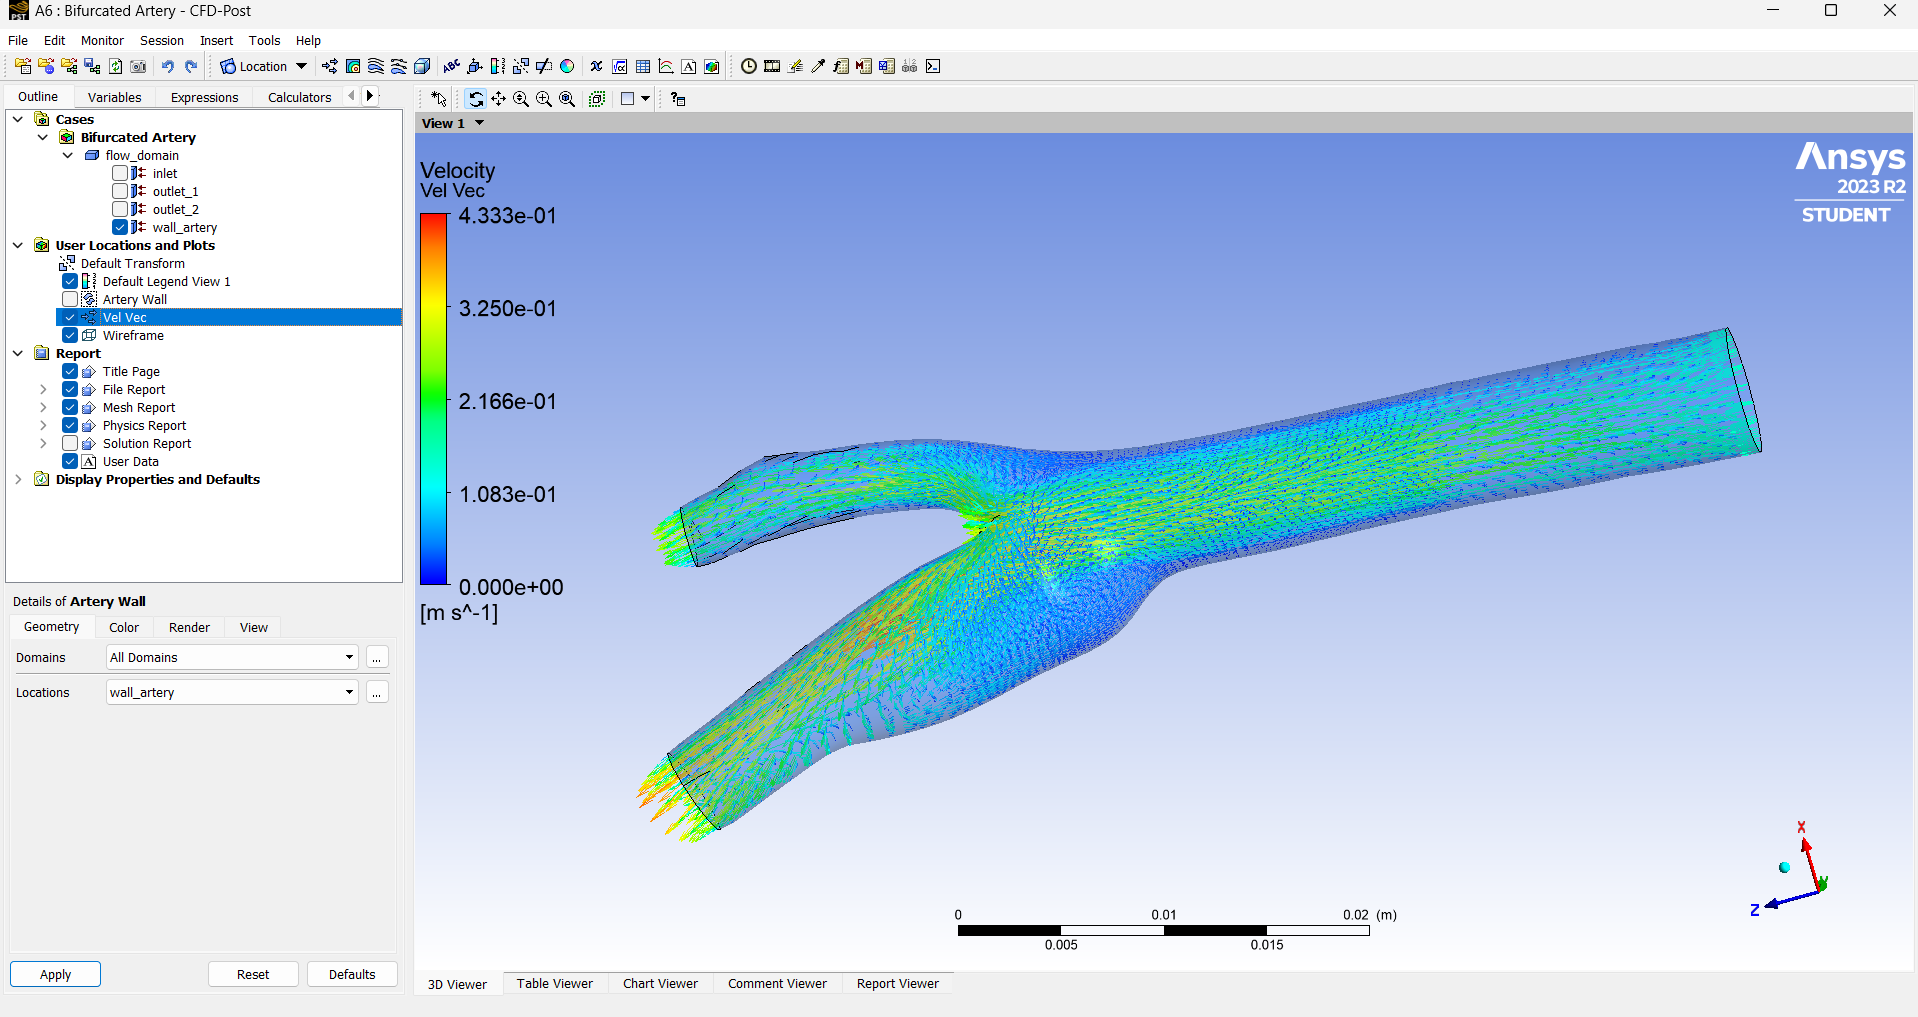 A6 : Bifurcated Artery - CFD-Post
File Edit Monitor Session Insert Tools Help
Location
Outline Variables Expressions Calculators
Cases
Bifurcated Artery
flow_domain
inlet
outlet_1
outlet_2
wall_artery
User Locations and Plots
Default Transform
Default Legend View 1
Artery Wall
Vel Vec
Wireframe
Report
Title Page
File Report
Mesh Report
Physics Report
Solution Report
User Data
Display Properties and Defaults
Details of Artery Wall
Geometry Color Render View
Domains All Domains ...
Locations wall_artery ...
Apply Reset Defaults
View 1
Velocity
Vel Vec
4.333e-01
3.250e-01
2.166e-01
1.083e-01
0.000e+00
[m s^-1]
Ansys
2023 R2
STUDENT
X
Y
Z
0 0.01 0.02 (m)
0.005 0.015
3D Viewer Table Viewer Chart Viewer Comment Viewer Report Viewer